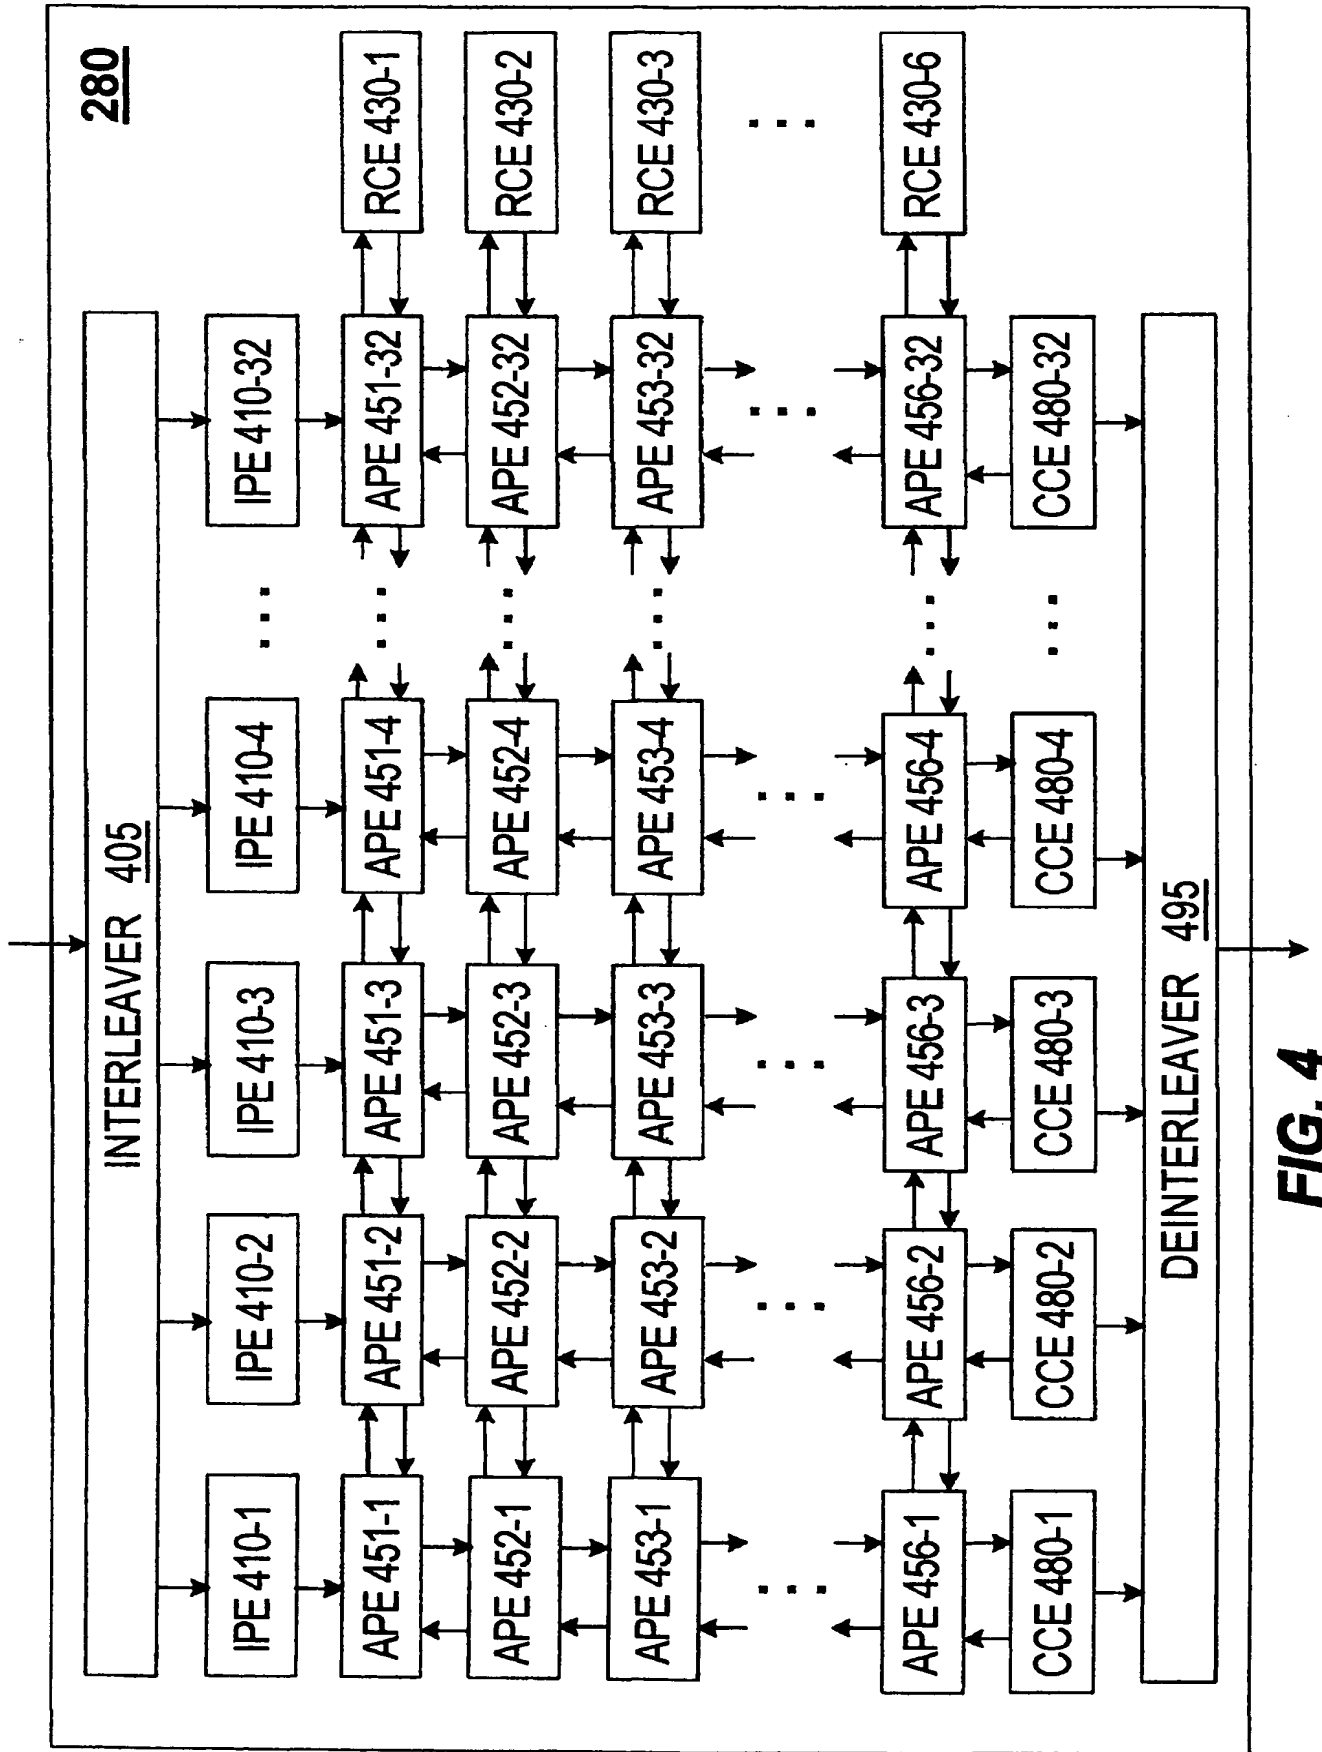 280
INTERLEAVER 405
IPE 410-1
IPE 410-2
IPE 410-3
IPE 410-4
IPE 410-32
APE 451-1
APE 451-2
APE 451-3
APE 451-4
APE 451-32
RCE 430-1
APE 452-1
APE 452-2
APE 452-3
APE 452-4
APE 452-32
RCE 430-2
APE 453-1
APE 453-2
APE 453-3
APE 453-4
APE 453-32
RCE 430-3
APE 456-1
APE 456-2
APE 456-3
APE 456-4
APE 456-32
RCE 430-6
CCE 480-1
CCE 480-2
CCE 480-3
CCE 480-4
CCE 480-32
DEINTERLEAVER 495
FIG. 4